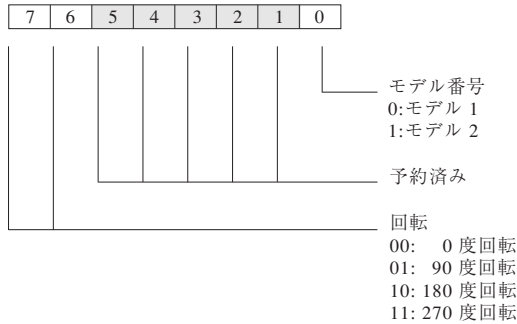 7 6 5 4 3 2 1 0
モデル番号
0:モデル 1
1:モデル 2
予約済み
回転
00: 0 度回転
01: 90 度回転
10: 180 度回転
11: 270 度回転